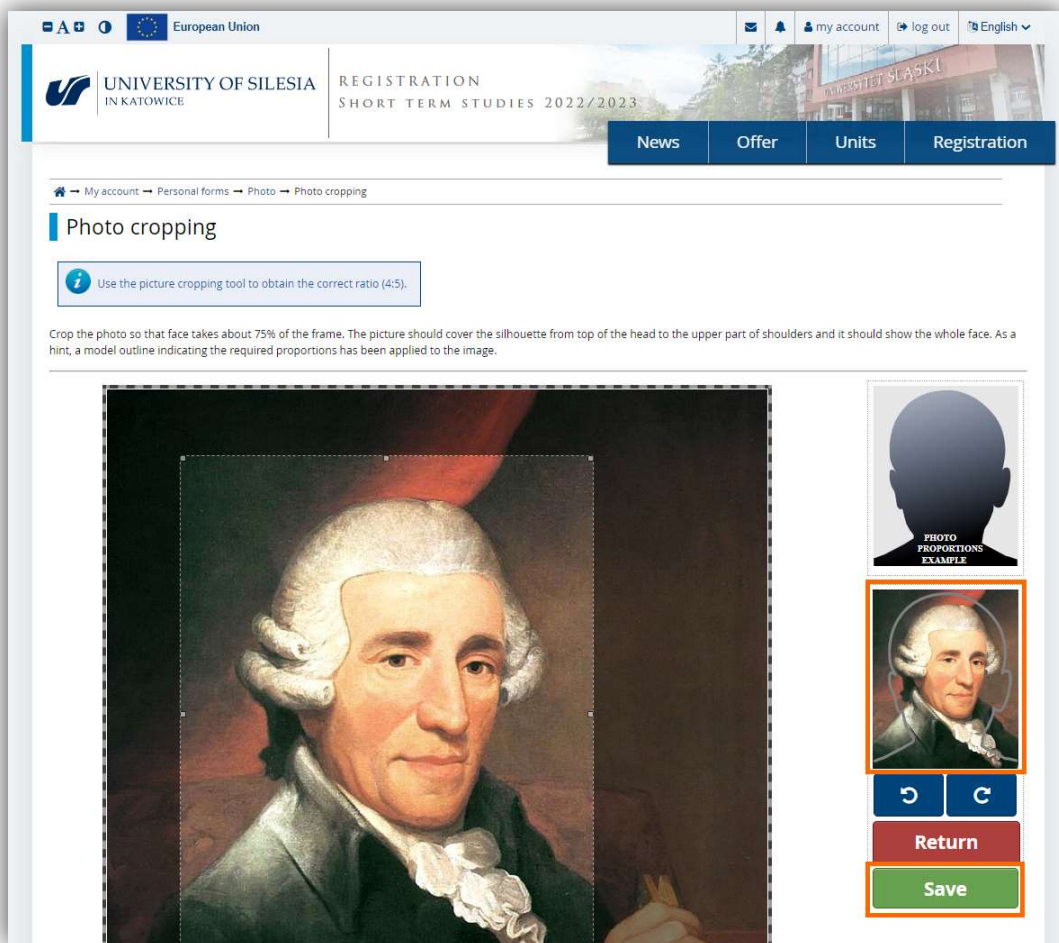 A
European Union
my account
log out
English
UNIVERSITY OF SILESIA
IN KATOWICE
REGISTRATION
SHORT TERM STUDIES 2022/2023
UNIWERSYTET ŚLĄSKI
News
Offer
Units
Registration
My account → Personal forms → Photo → Photo cropping
Photo cropping
i
Use the picture cropping tool to obtain the correct ratio (4:5).
Crop the photo so that face takes about 75% of the frame. The picture should cover the silhouette from top of the head to the upper part of shoulders and it should show the whole face. As a
hint, a model outline indicating the required proportions has been applied to the image.
PHOTO
PROPORTIONS
EXAMPLE
Return
Save